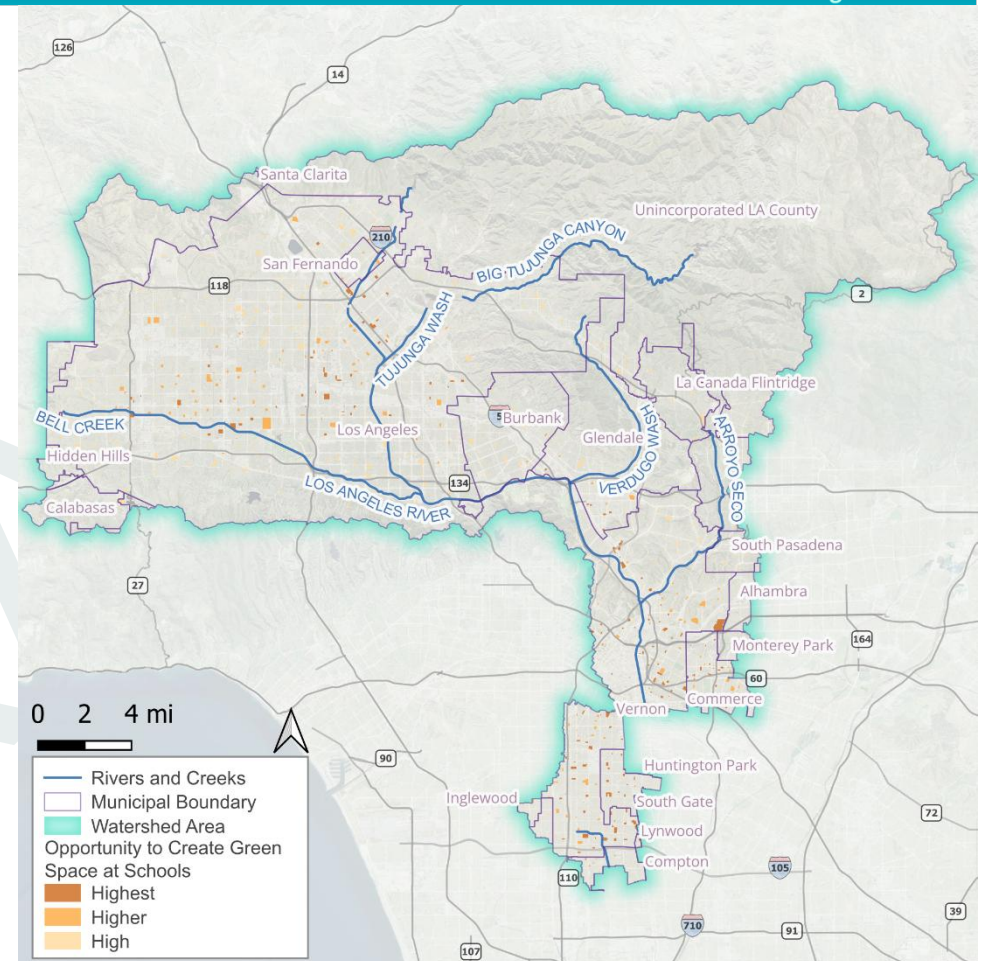 126
14
Santa Clarita
Unincorporated LA County
210
BIG TUJUNGA CANYON
San Fernando
118
2
TUJUNGA WASH
La Canada Flintridge
BELL CREEK
5
Burbank
Los Angeles
Glendale
ARROYO SECO
Hidden Hills
134
VERDUGO WASH
LOS ANGELES RIVER
Calabasas
South Pasadena
27
Alhambra
164
Monterey Park
60
Commerce
Vernon
0 2 4 mi
90
Huntington Park
Rivers and Creeks
Inglewood
South Gate
Municipal Boundary
72
Watershed Area
Lynwood
Opportunity to Create Green
Space at Schools
Compton
105
110
Highest
39
Higher
710
91
High
107